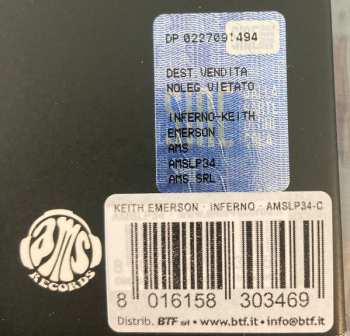 DP 0227091494
DEST.VENDITA
NOLEG.VIETATO
INFERNO-KEITH
EMERSON
AMS
AMSLP34
AMS SRL
SIAE
KEITH EMERSON - INFERNO - AMSLP34-C
8 016158 303469
Distrib. BTF srl • www.btf.it • info@btf.it
ams
RECORDS